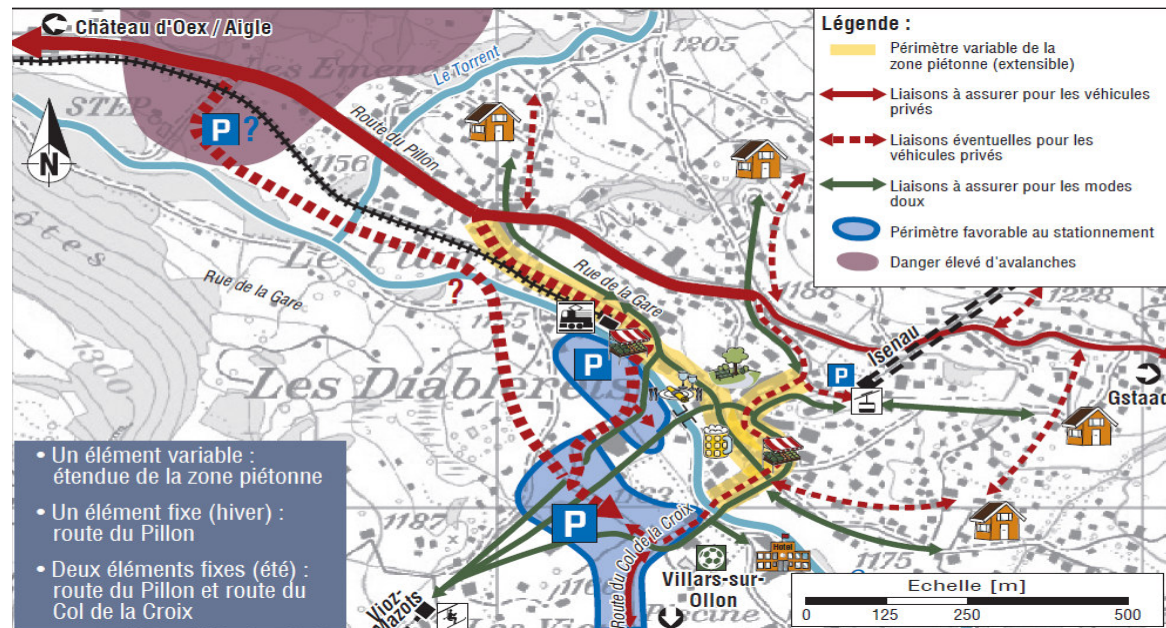 Château d'Oex / Aigle
Légende :
Périmètre variable de la
zone piétonne (extensible)
Liaisons à assurer pour les véhicules
privés
Liaisons éventuelles pour les
véhicules privés
Liaisons à assurer pour les modes
doux
Périmètre favorable au stationnement
Danger élevé d'avalanches
1205
Le Torrent
STEP
P ?
Route du Pillon
N
1156
Rue de la Gare
?
Rue de la Gare
1188
Isenau
P
Gstaad
1300
Les Diablerets
P
• Un élément variable :
étendue de la zone piétonne
• Un élément fixe (hiver) :
route du Pillon
• Deux éléments fixes (été) :
route du Pillon et route du
Col de la Croix
1187
P
1163
Route du Col de la Croix
Hotel
1175
Villars-sur-
Ollon
Vioz-
Mazots
Piscine
Echelle [m]
0 125 250 500